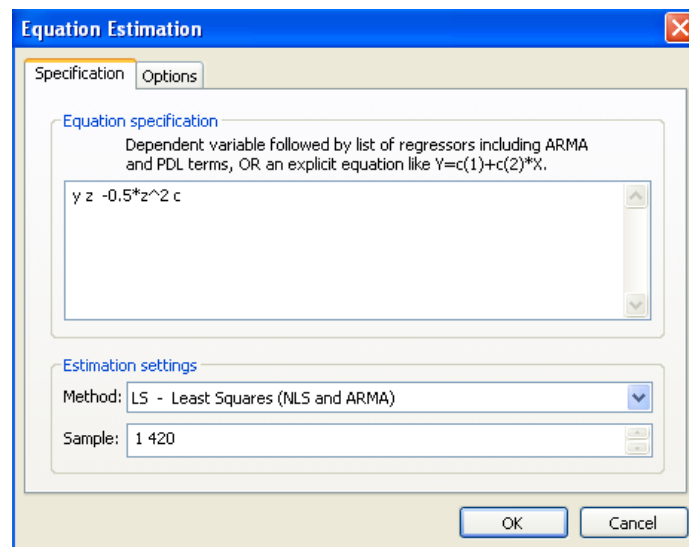 Equation Estimation
Specification
Options
Equation specification
Dependent variable followed by list of regressors including ARMA
and PDL terms, OR an explicit equation like Y=c(1)+c(2)*X.
y z  -0.5*z^2 c
Estimation settings
Method: LS  -  Least Squares (NLS and ARMA)
Sample: 1 420
OK
Cancel